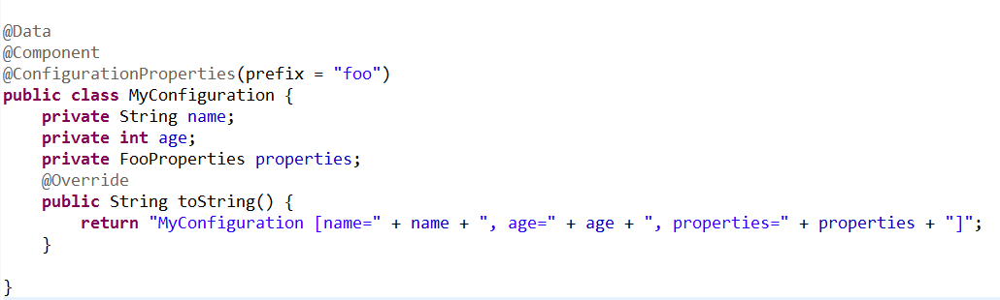 @Data
@Component
@ConfigurationProperties(prefix = "foo")
public class MyConfiguration {
    private String name;
    private int age;
    private FooProperties properties;
    @Override
    public String toString() {
        return "MyConfiguration [name=" + name + ", age=" + age + ", properties=" + properties + "]";
    }
}